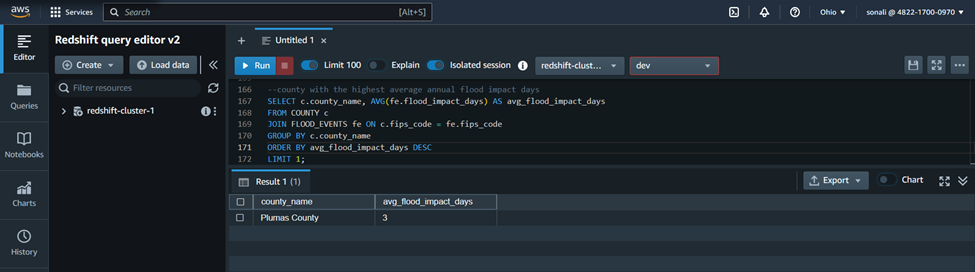 aws
Services
Search
[Alt+S]
Ohio
sonali @ 4822-1700-0970
Editor
Queries
Notebooks
Charts
History
Redshift query editor v2
Create
Load data
Filter resources
redshift-cluster-1
Untitled 1
Run
Limit 100
Explain
Isolated session
redshift-clust...
dev
166 --county with the highest average annual flood impact days
167 SELECT c.county_name, AVG(fe.flood_impact_days) AS avg_flood_impact_days
168 FROM COUNTY c
169 JOIN FLOOD_EVENTS fe ON c.fips_code = fe.fips_code
170 GROUP BY c.county_name
171 ORDER BY avg_flood_impact_days DESC
172 LIMIT 1;
Result 1 (1)
Export
Chart
county_name avg_flood_impact_days
Plumas County 3